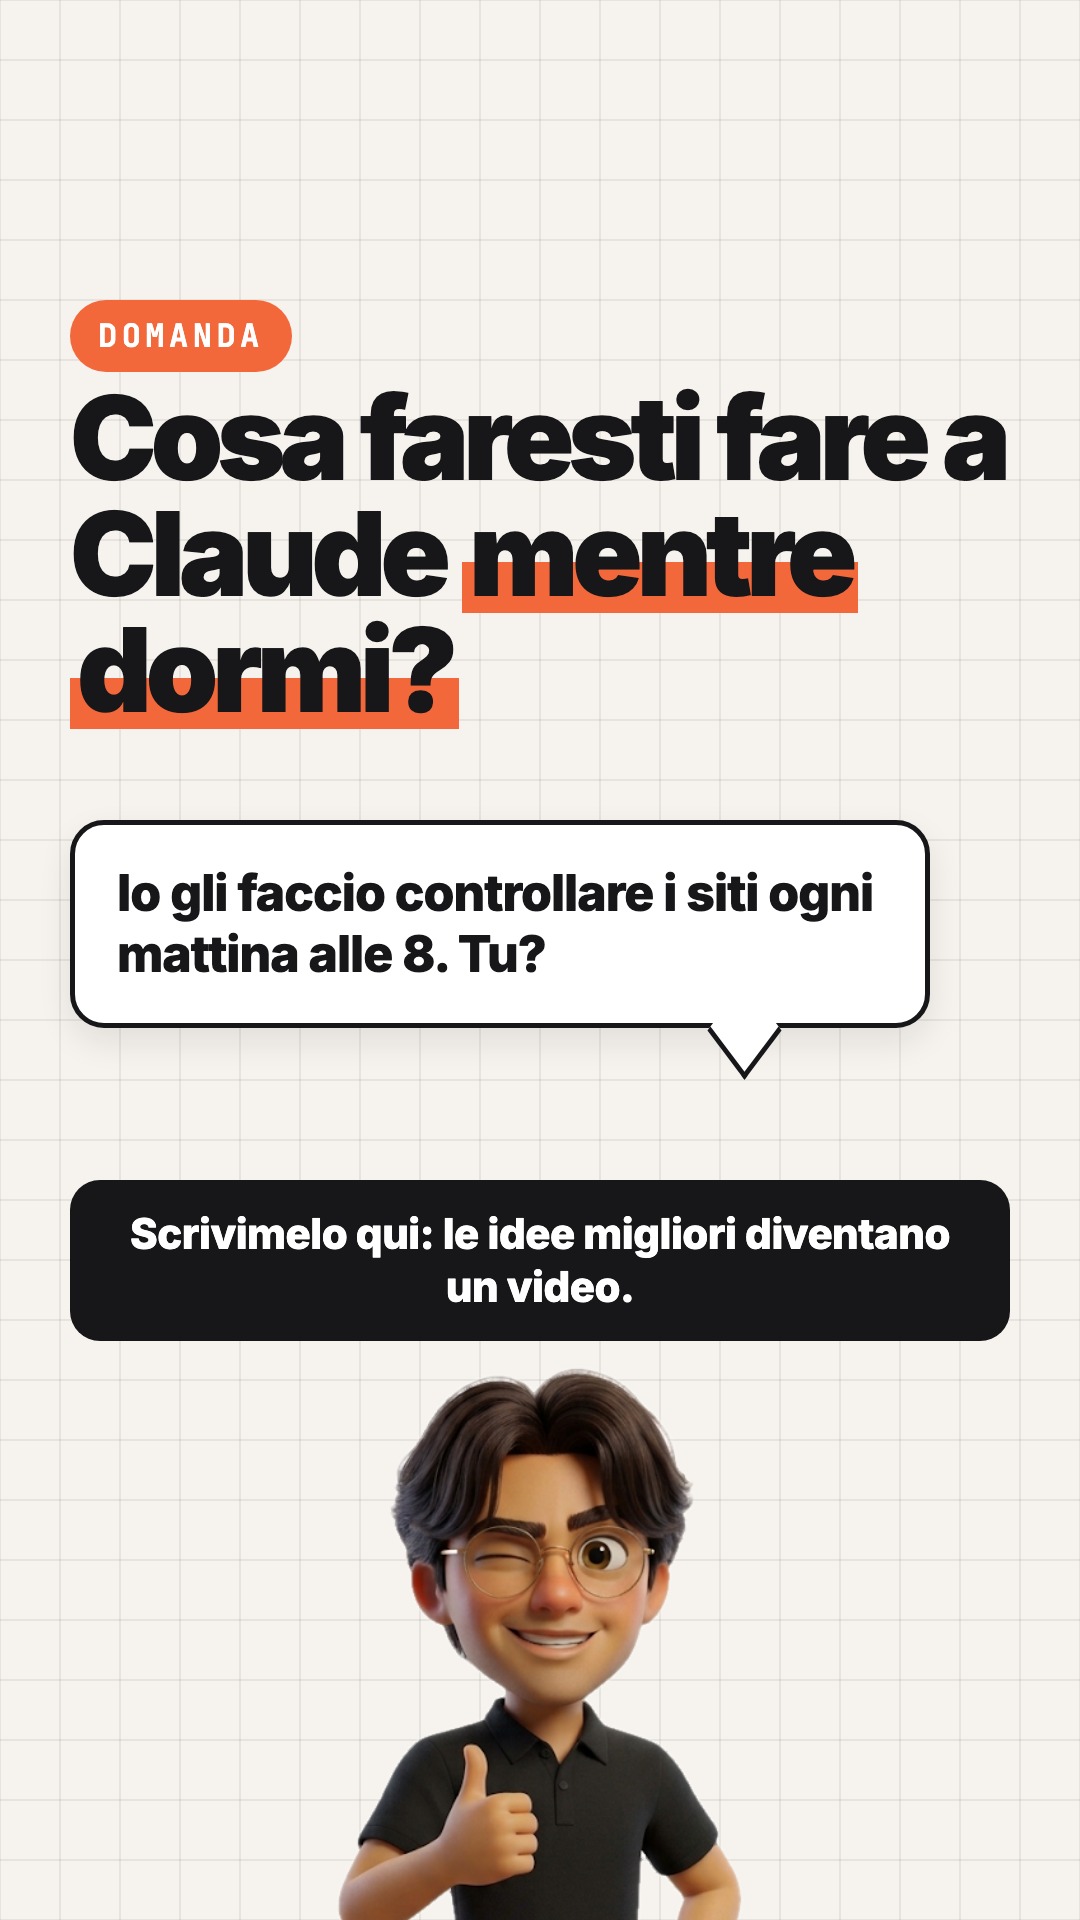 DOMANDA
Cosa faresti fare a
Claude mentre
dormi?
Io gli faccio controllare i siti ogni
mattina alle 8. Tu?
Scrivimelo qui: le idee migliori diventano
un video.